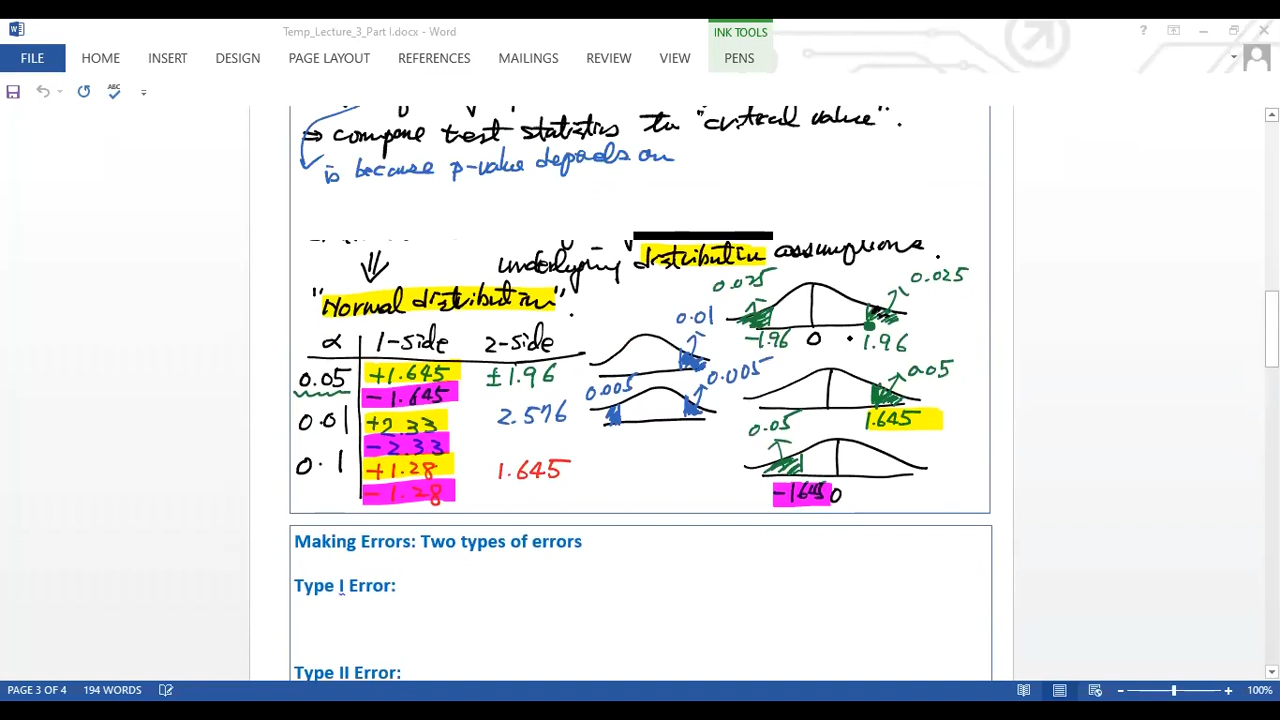 Temp_Lecture_3_Part I.docx - Word
INK TOOLS
FILE HOME INSERT DESIGN PAGE LAYOUT REFERENCES MAILINGS REVIEW VIEW PENS
ABC
→ compare test statistics to "critical value".
is because p-value depends on
underlying distribution assumptions.
"Normal distribution".
0.025 0.025
-1.96 0 1.96
α 1-side 2-side
0.05 +1.645 ±1.96
-1.645
0.01 +2.33 2.576
-2.33
0.1 +1.28 1.645
-1.28
0.01
0.005 0.005
0.05
1.645
0.05
-1.645 0
Making Errors: Two types of errors
Type I Error:
Type II Error:
PAGE 3 OF 4 194 WORDS 100%